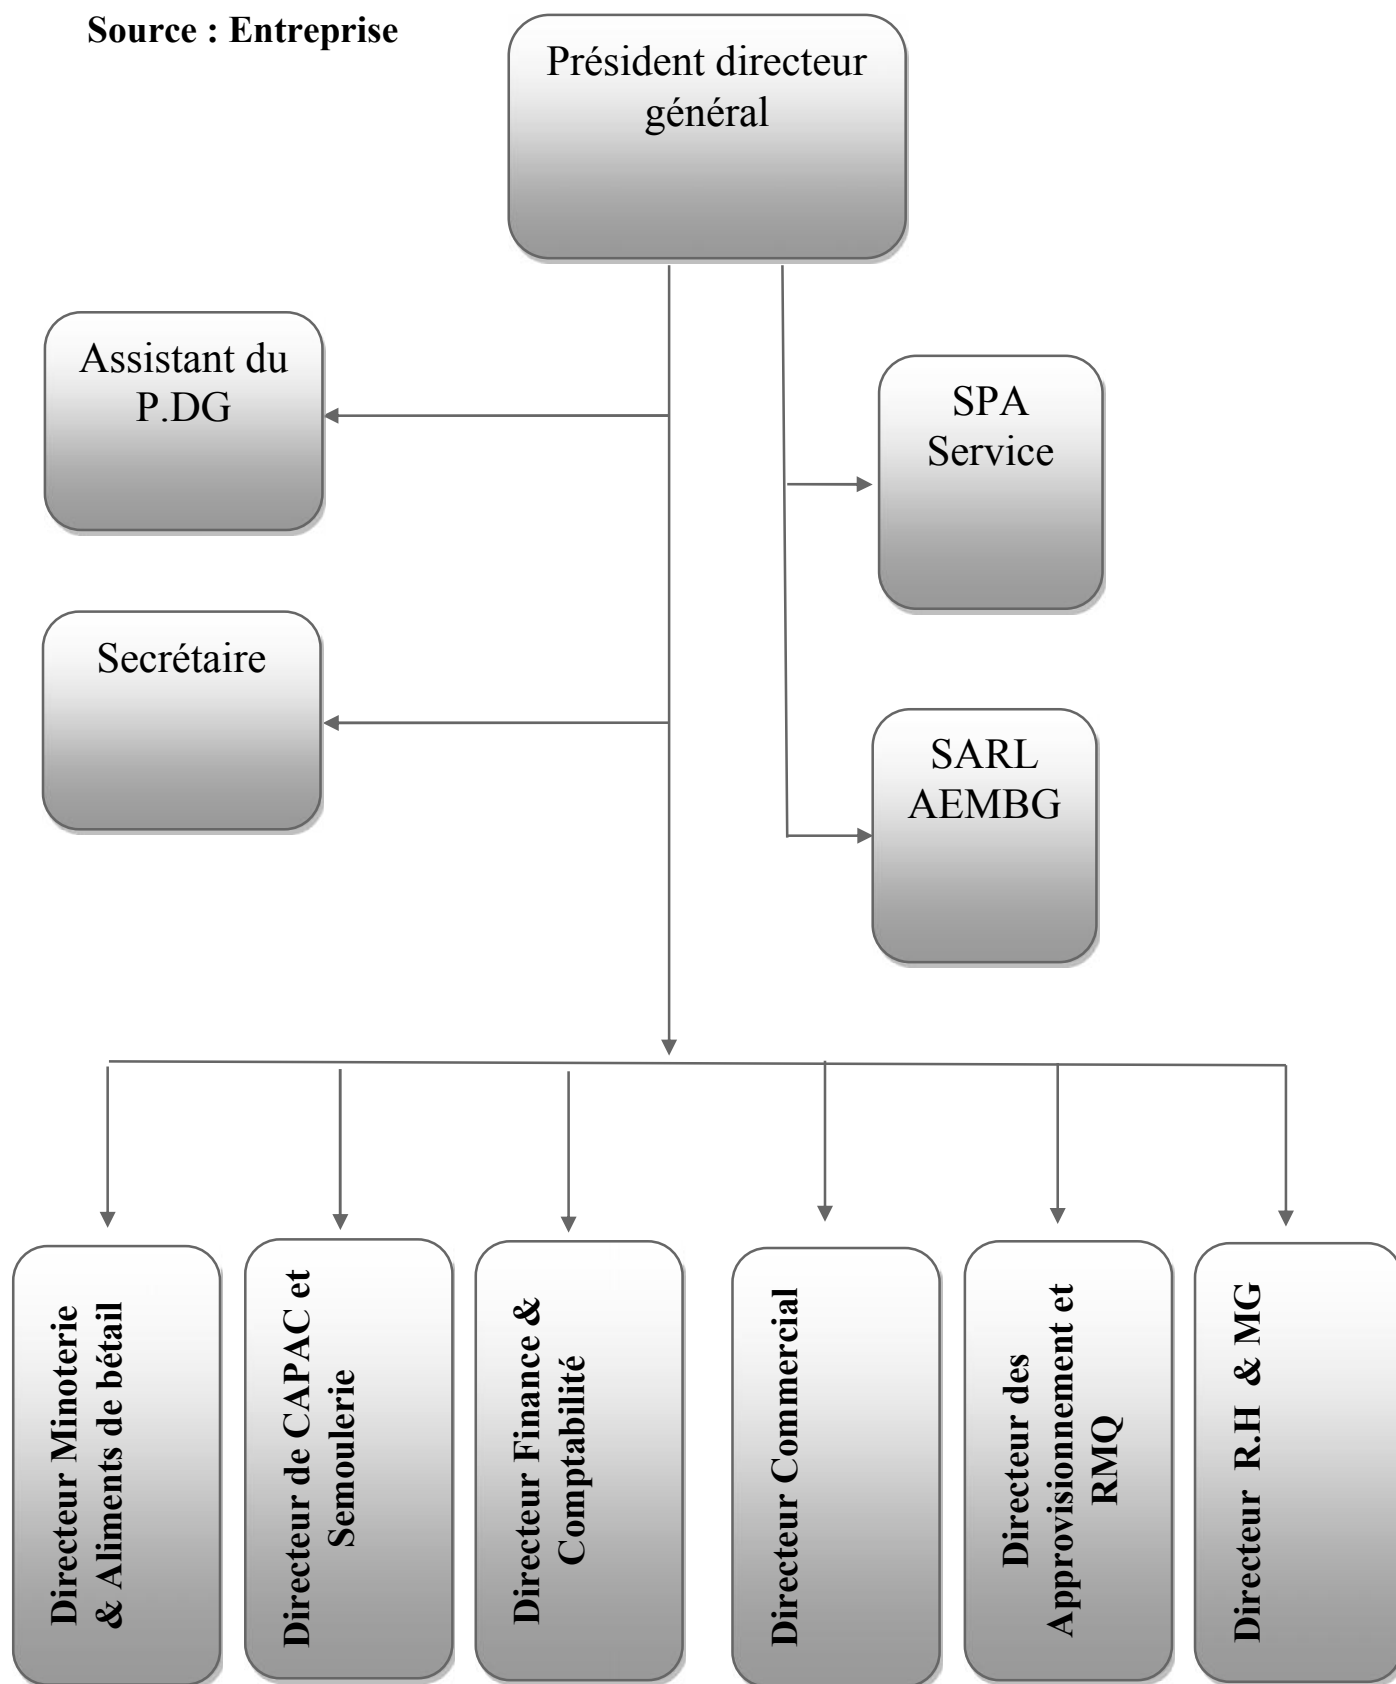 Source : Entreprise
Président directeur
général
Assistant du
P.DG
SPA
Service
Secrétaire
SARL
AEMBG
Directeur Minoterie
& Aliments de bétail
Directeur de CAPAC et
Semoulerie
Directeur Finance &
Comptabilité
Directeur Commercial
Directeur des
Approvisionnement et
RMQ
Directeur R.H & MG